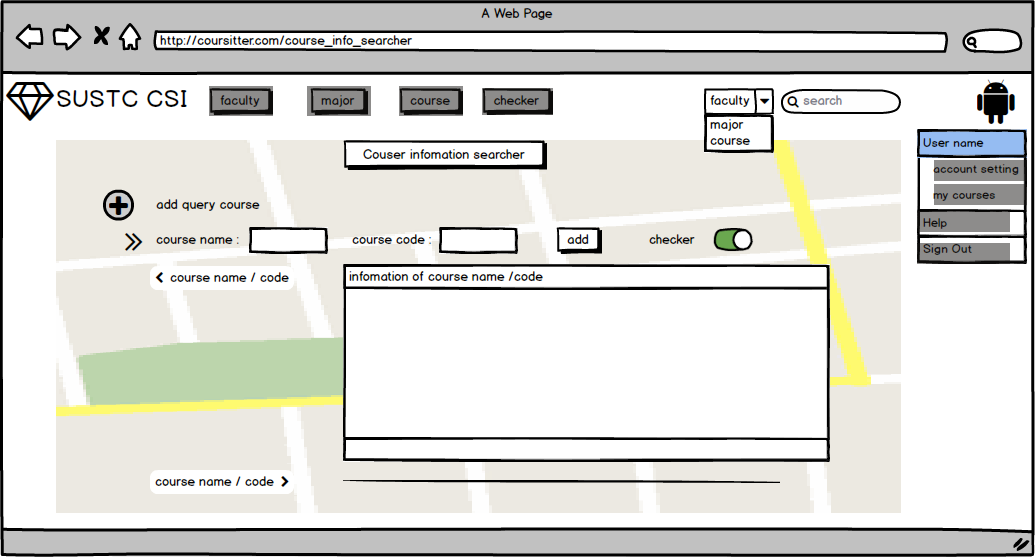 A Web Page
http://coursitter.com/course_info_searcher
SUSTC CSI
faculty
major
course
checker
faculty
search
major
course
User name
account setting
my courses
Help
Sign Out
Couser infomation searcher
add query course
course name :
course code :
add
checker
course name / code
infomation of course name /code
course name / code